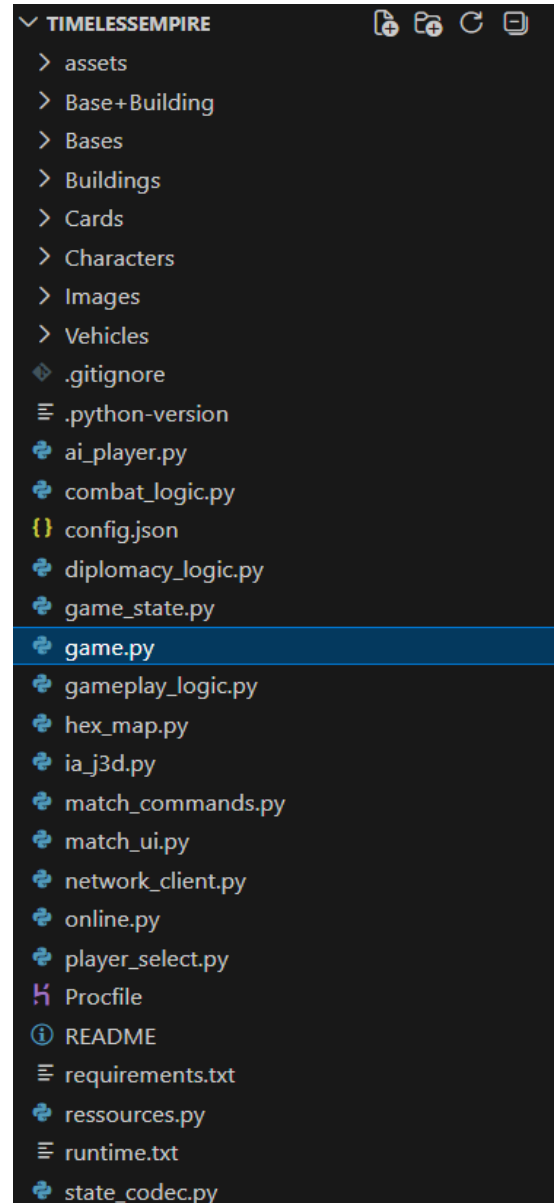 TIMELESSEMPIRE
assets
Base+Building
Bases
Buildings
Cards
Characters
Images
Vehicles
.gitignore
.python-version
ai_player.py
combat_logic.py
{} config.json
diplomacy_logic.py
game_state.py
game.py
gameplay_logic.py
hex_map.py
ia_j3d.py
match_commands.py
match_ui.py
network_client.py
online.py
player_select.py
Procfile
README
requirements.txt
ressources.py
runtime.txt
state_codec.py